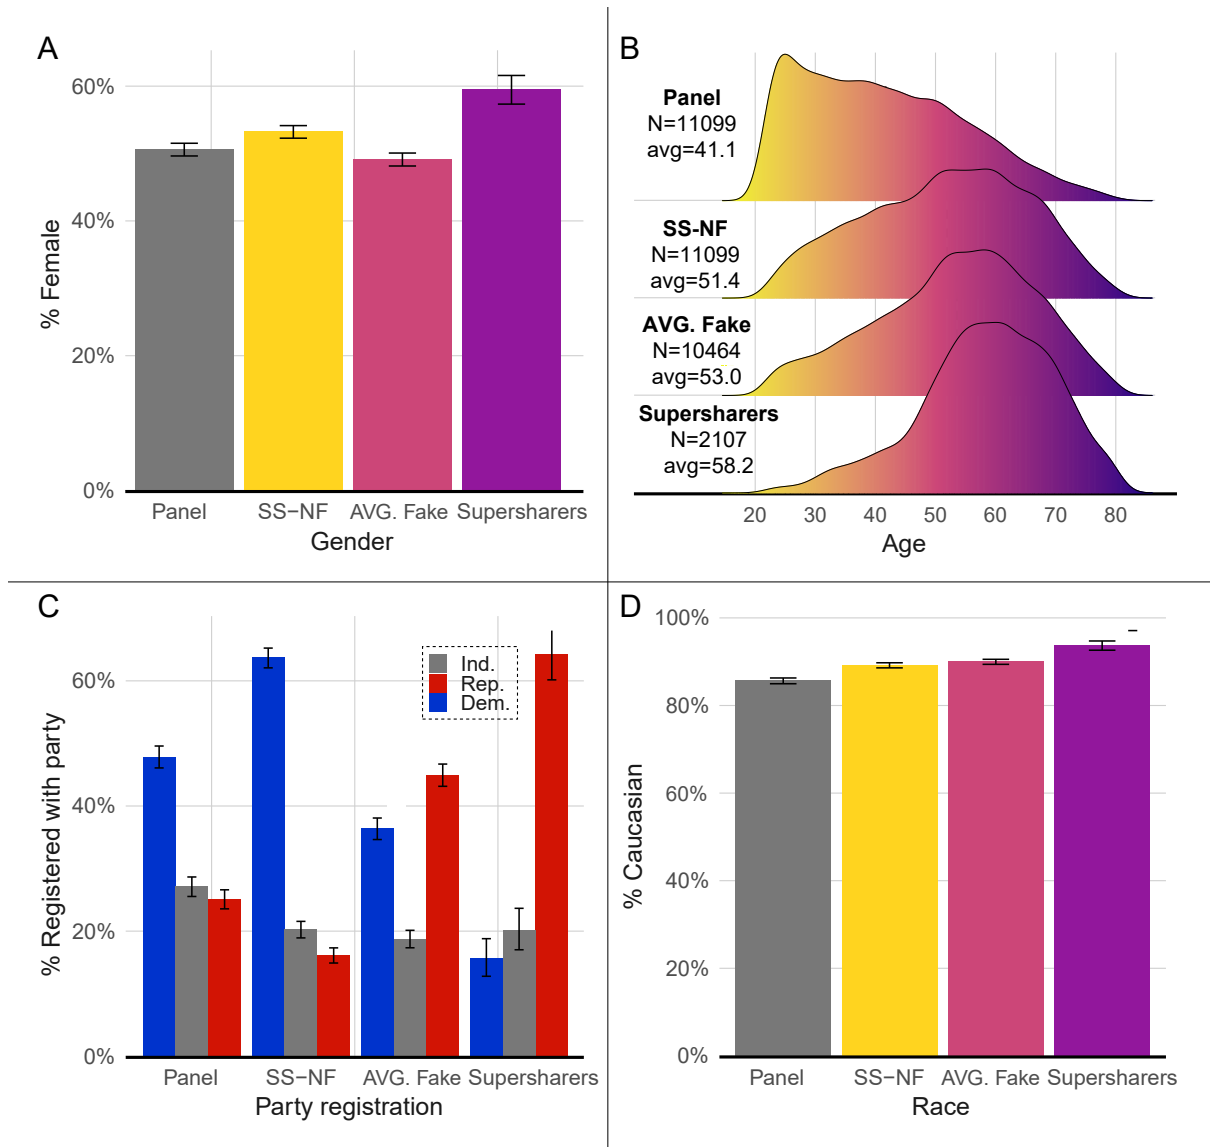 A
60%
40%
20%
0%
% Female
Panel SS−NF AVG. Fake Supersharers
Gender
B
Panel
N=11099
avg=41.1
SS-NF
N=11099
avg=51.4
AVG. Fake
N=10464
avg=53.0
Supersharers
N=2107
avg=58.2
20 30 40 50 60 70 80
Age
C
60%
40%
20%
0%
% Registered with party
Ind.
Rep.
Dem.
Panel SS−NF AVG. Fake Supersharers
Party registration
D
100%
80%
60%
40%
20%
0%
% Caucasian
Panel SS−NF AVG. Fake Supersharers
Race